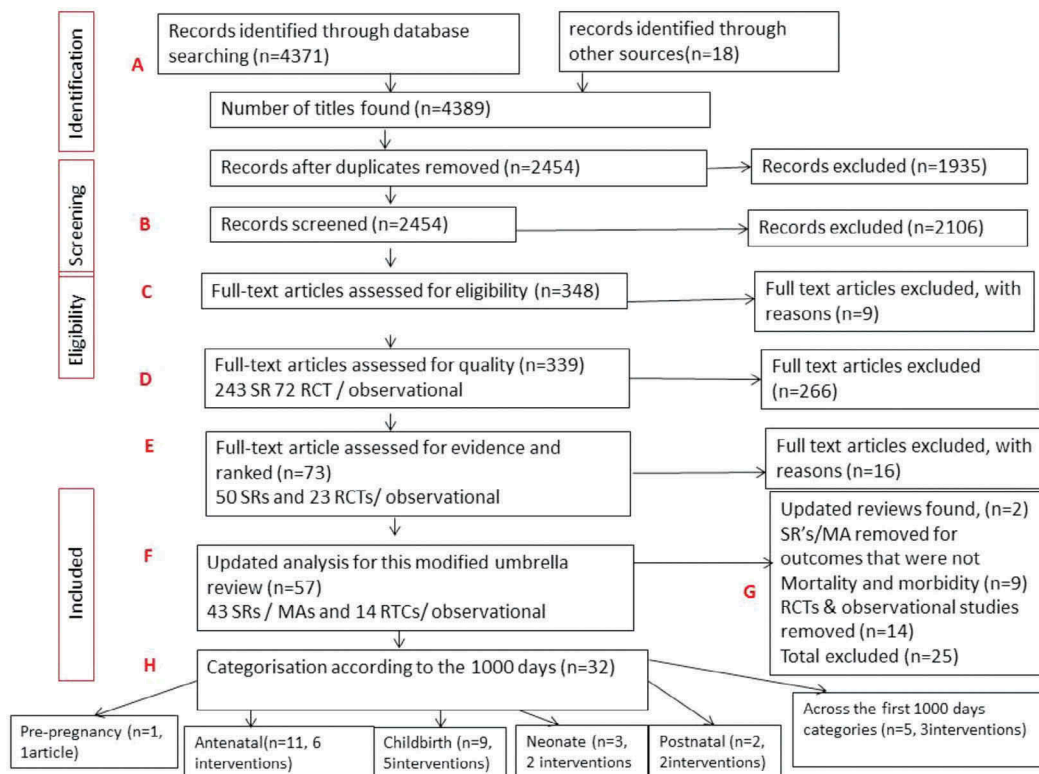 Identification
Screening
Eligibility
Included
A
Records identified through database
searching (n=4371)
records identified through
other sources(n=18)
Number of titles found (n=4389)
Records after duplicates removed (n=2454)
Records excluded (n=1935)
B
Records screened (n=2454)
Records excluded (n=2106)
C
Full-text articles assessed for eligibility (n=348)
Full text articles excluded, with
reasons (n=9)
D
Full-text articles assessed for quality (n=339)
243 SR 72 RCT / observational
Full text articles excluded
(n=266)
E
Full-text article assessed for evidence and
ranked (n=73)
50 SRs and 23 RCTs/ observational
Full text articles excluded, with
reasons (n=16)
F
Updated analysis for this modified umbrella
review (n=57)
43 SRs / MAs and 14 RTCs/ observational
G
Updated reviews found, (n=2)
SR's/MA removed for
outcomes that were not
Mortality and morbidity (n=9)
RCTs & observational studies
removed (n=14)
Total excluded (n=25)
H
Categorisation according to the 1000 days (n=32)
Pre-pregnancy (n=1,
1article)
Antenatal(n=11, 6
interventions)
Childbirth (n=9,
5interventions)
Neonate (n=3,
2 interventions
Postnatal (n=2,
2interventions)
Across the first 1000 days
categories (n=5, 3interventions)